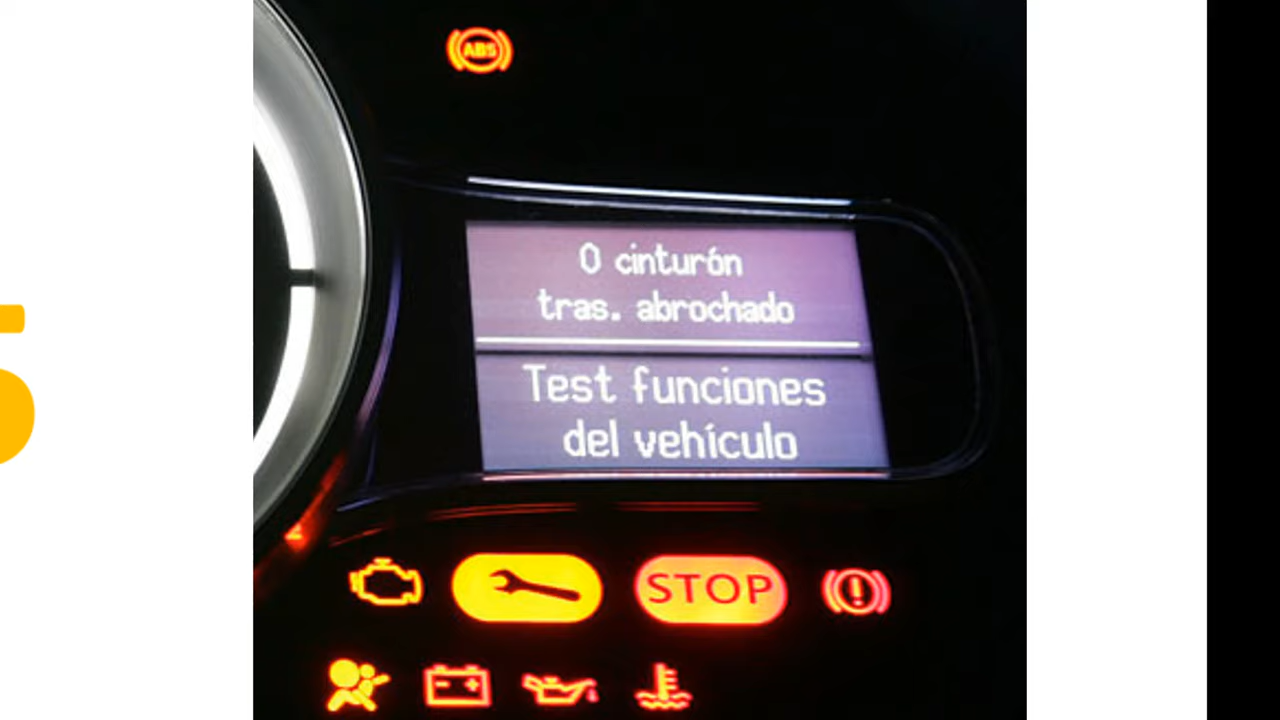 ABS
0 cinturón
tras. abrochado
Test funciones
del vehículo
STOP